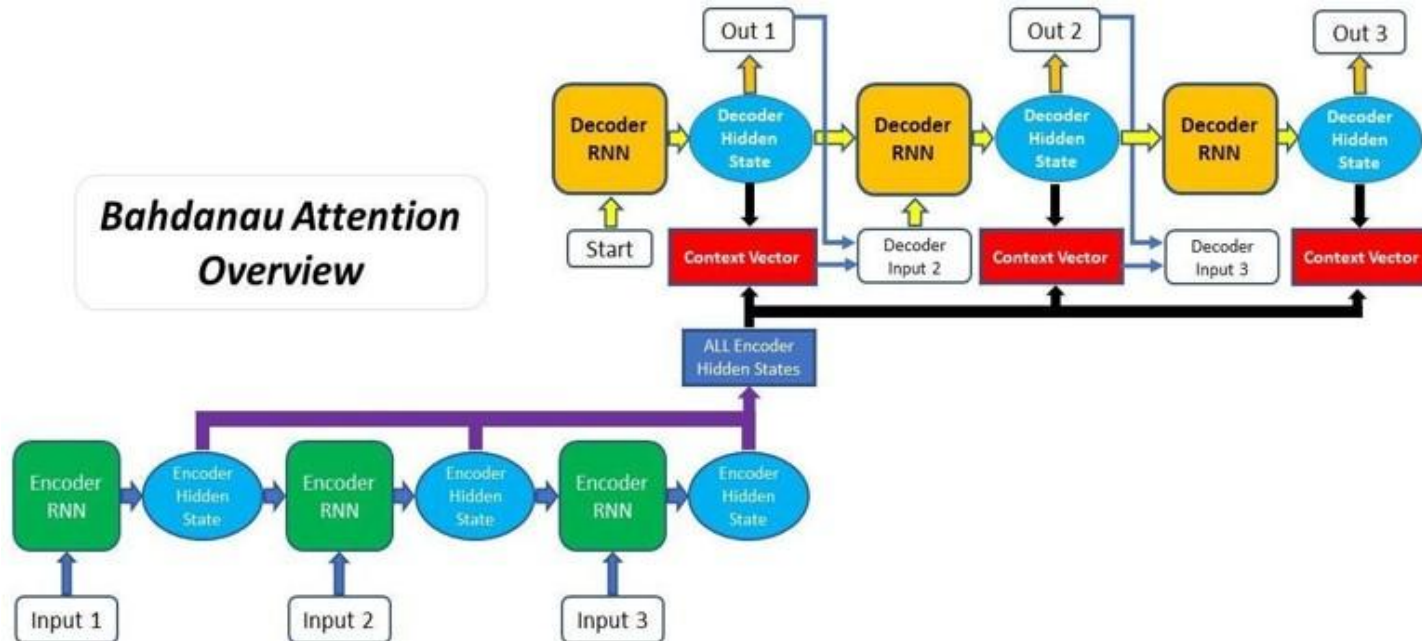 Out 1
Out 2
Out 3
Decoder
RNN
Decoder
Hidden
State
Decoder
RNN
Decoder
Hidden
State
Decoder
RNN
Decoder
Hidden
State
Bahdanau Attention
Overview
Start
Context Vector
Decoder
Input 2
Context Vector
Decoder
Input 3
Context Vector
ALL Encoder
Hidden States
Encoder
RNN
Encoder
Hidden
State
Encoder
RNN
Encoder
Hidden
State
Encoder
RNN
Encoder
Hidden
State
Input 1
Input 2
Input 3